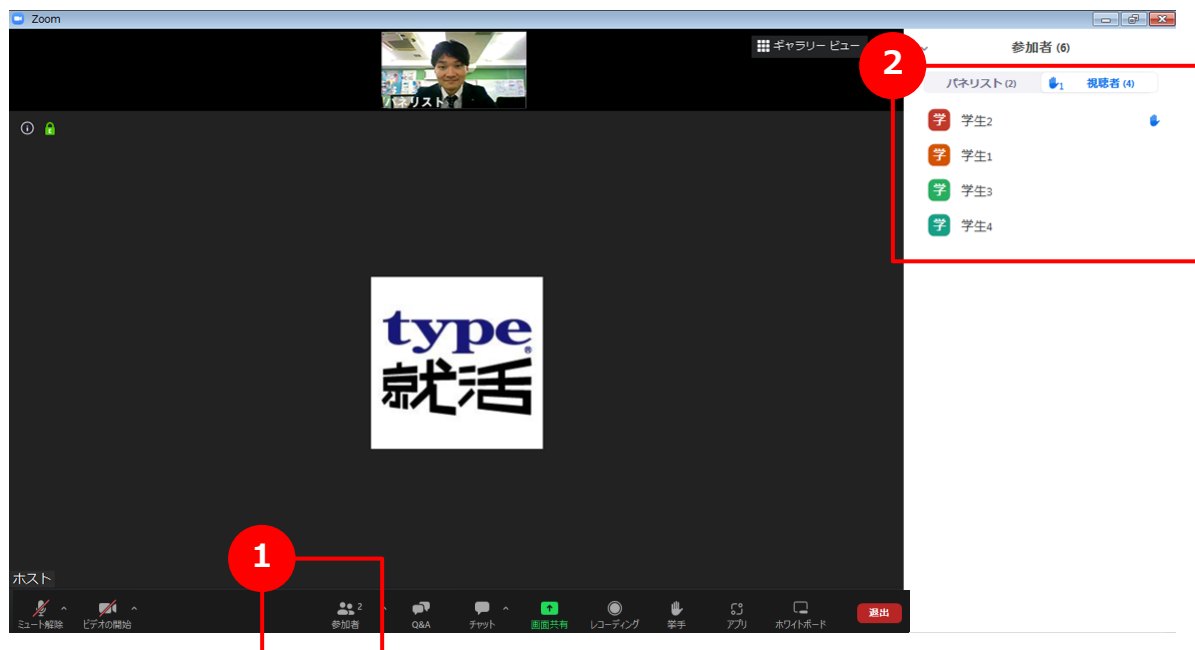 Zoom
ギャラリー ビュー
パネリスト
参加者 (6)
2
パネリスト (2)
1
視聴者 (4)
学 学生2
学 学生1
学 学生3
学 学生4
type®
就活
1
ホスト
ミュート解除
ビデオの開始
2
参加者
Q&A
チャット
画面共有
レコーディング
挙手
アプリ
ホワイトボード
退出